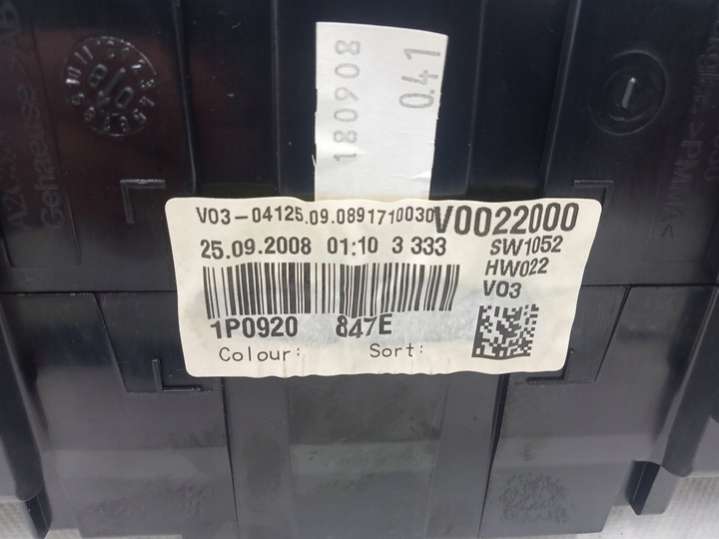 180908
041
V03-04125.09.0891710030
V0022000
25.09.2008 01:10 3 333
SW1052
HW022
V03
1P0920 847E
Colour: Sort:
Gehaeuse